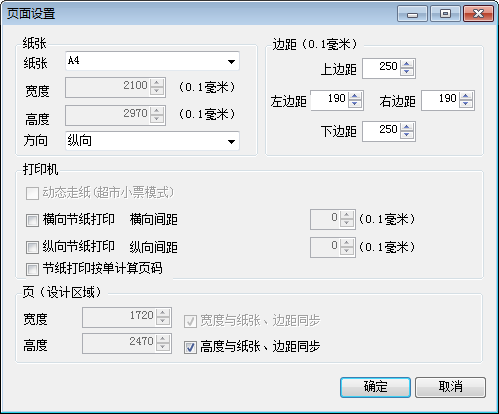 页面设置
纸张
纸张 A4
宽度 2100 (0.1毫米)
高度 2970 (0.1毫米)
方向 纵向
边距(0.1毫米)
上边距 250
左边距 190 右边距 190
下边距 250
打印机
动态走纸(超市小票模式)
横向节纸打印 横向间距 0 (0.1毫米)
纵向节纸打印 纵向间距 0 (0.1毫米)
节纸打印按单计算页码
页(设计区域)
宽度 1720 宽度与纸张、边距同步
高度 2470 高度与纸张、边距同步
确定 取消